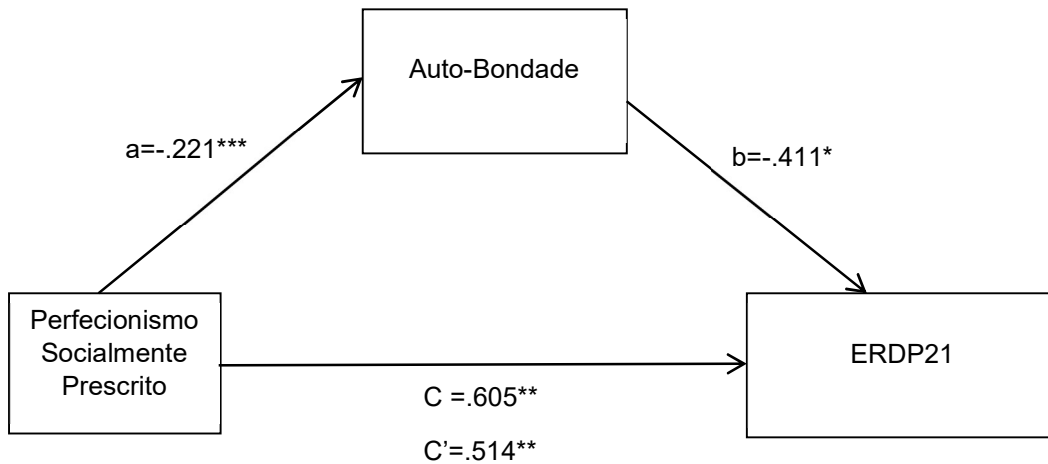 Auto-Bondade
a=-.221***
b=-.411*
Perfecionismo
Socialmente
Prescrito
ERDP21
C =.605**
C’=.514**